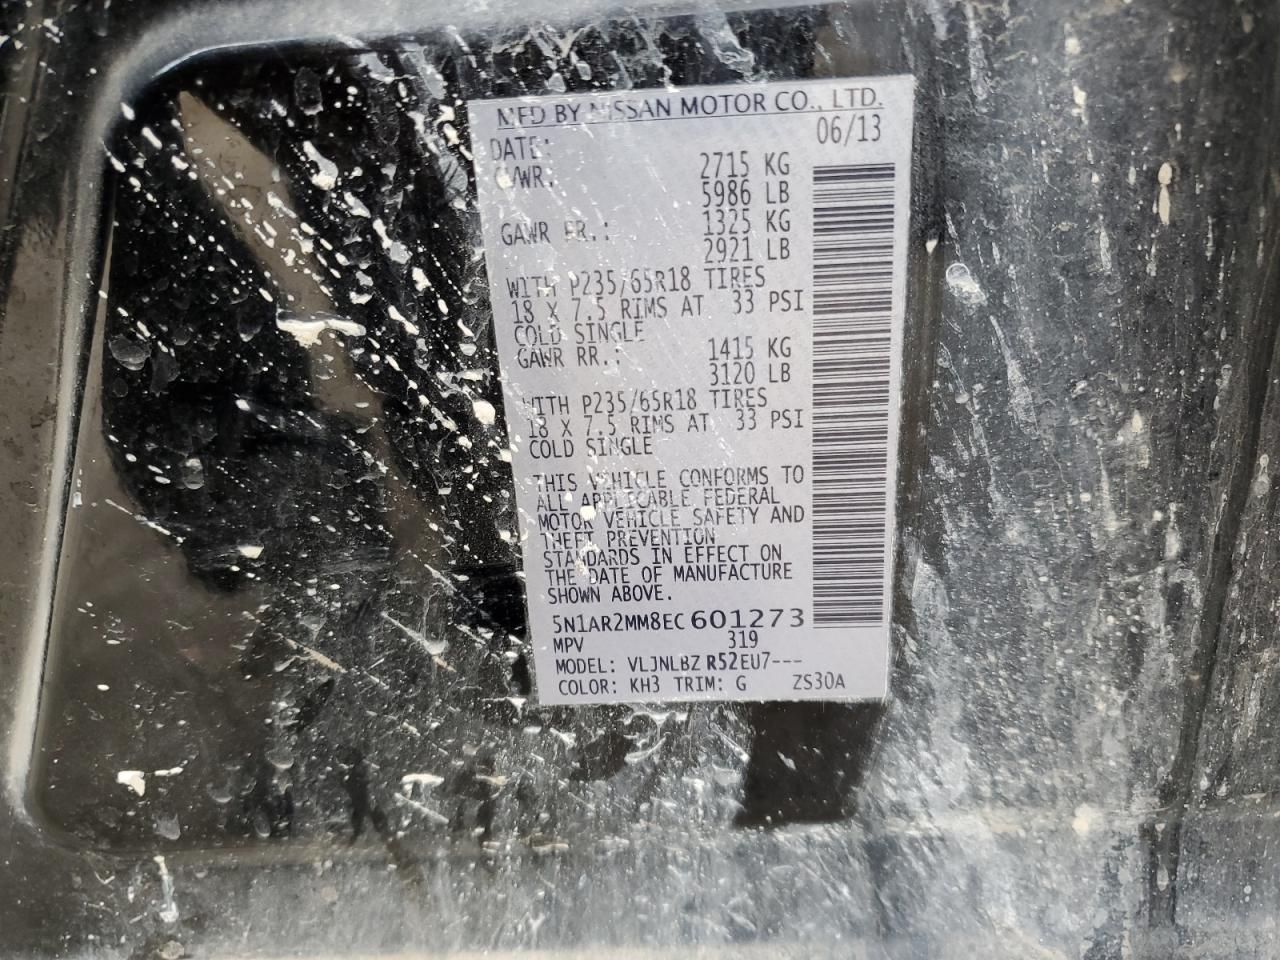 MFD BY NISSAN MOTOR CO., LTD.
DATE: 06/13
GVWR: 2715 KG
5986 LB
GAWR FR.: 1325 KG
2921 LB
WITH P235/65R18 TIRES
18 X 7.5 RIMS AT 33 PSI
COLD SINGLE
GAWR RR.: 1415 KG
3120 LB
WITH P235/65R18 TIRES
18 X 7.5 RIMS AT 33 PSI
COLD SINGLE
THIS VEHICLE CONFORMS TO
ALL APPLICABLE FEDERAL
MOTOR VEHICLE SAFETY AND
THEFT PREVENTION
STANDARDS IN EFFECT ON
THE DATE OF MANUFACTURE
SHOWN ABOVE.
5N1AR2MM8EC601273
MPV 319
MODEL: VLJNLBZ R52EU7---
COLOR: KH3 TRIM: G ZS30A